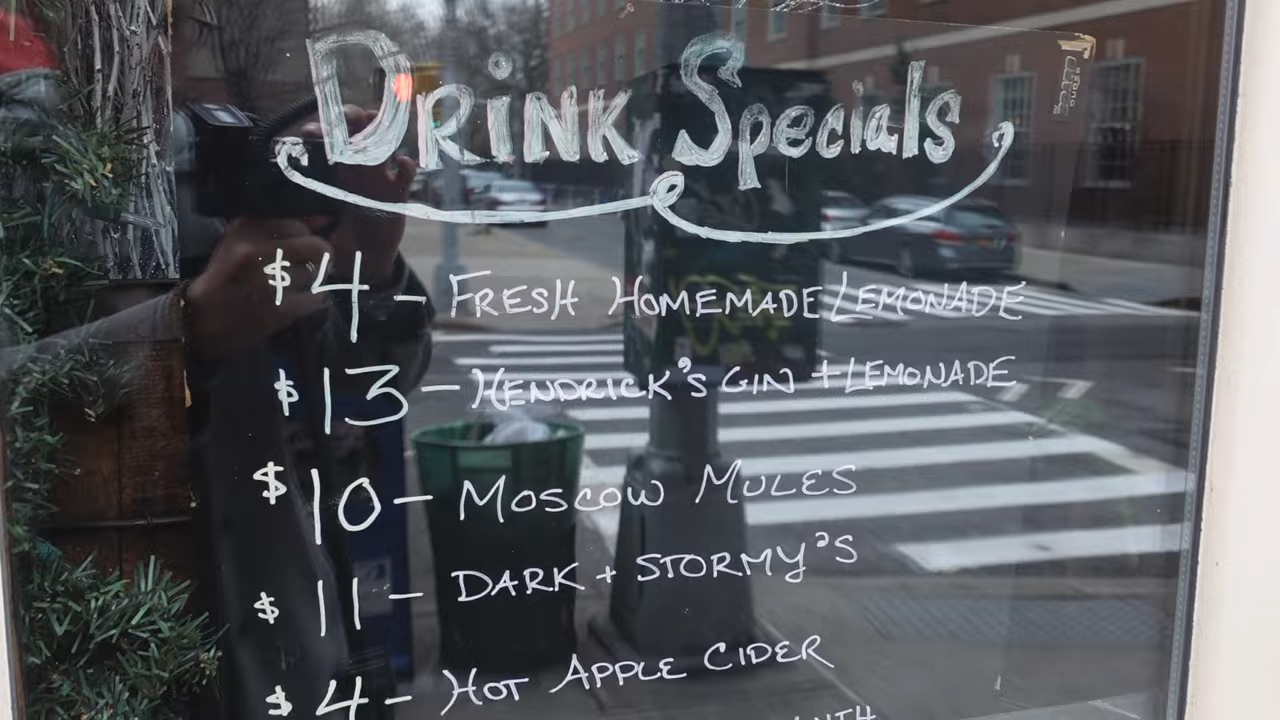 DRiNK Specials
$4 - FRESH HOMEMADE LEMONADE
$13 - HENDRICK'S GIN + LEMONADE
$10 - MOSCOW MULES
$11 - DARK + STORMY'S
$4 - HOT APPLE CIDER